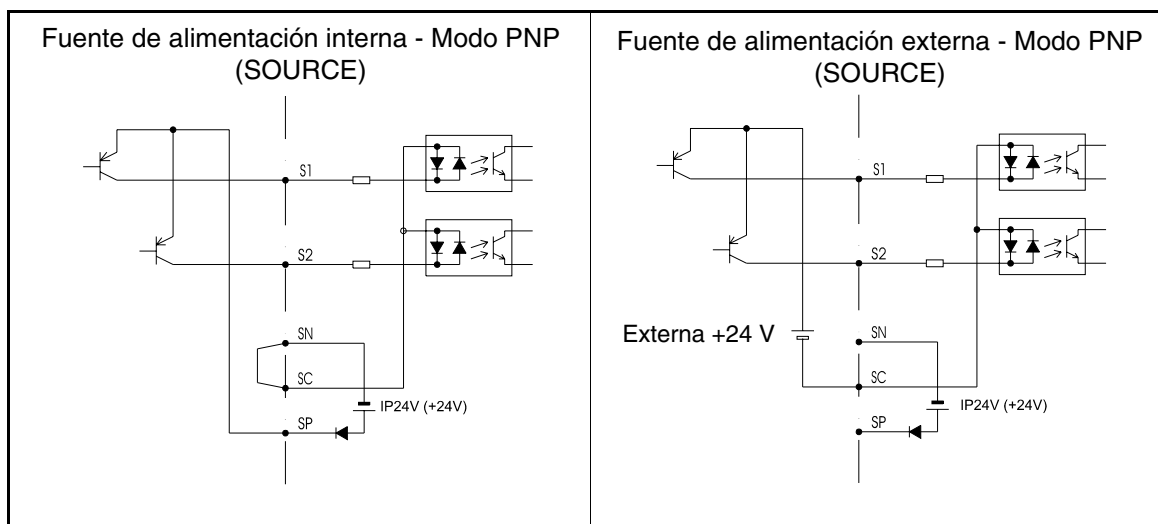 Fuente de alimentación interna - Modo PNP
(SOURCE)
S1
S2
SN
SC
IP24V (+24V)
SP
Fuente de alimentación externa - Modo PNP
(SOURCE)
S1
S2
Externa +24 V
SN
SC
IP24V (+24V)
SP